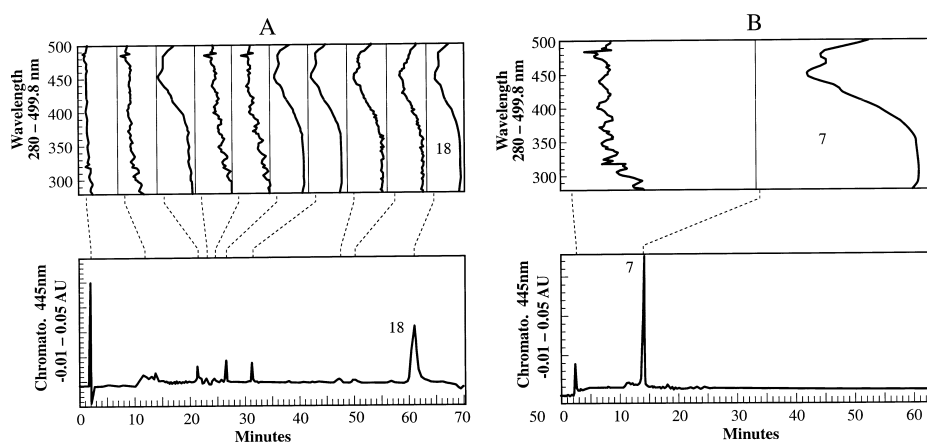 A
B
500
450
400
350
300
Wavelength
280 – 499.8 nm
18
500
450
400
350
300
Wavelength
280 – 499.8 nm
7
Chromato. 445nm
-0.01 – 0.05 AU
18
0 10 20 30 40 50 60 70
Minutes
Chromato. 445nm
-0.01 – 0.05 AU
7
50 0 10 20 30 40 50 60
Minutes